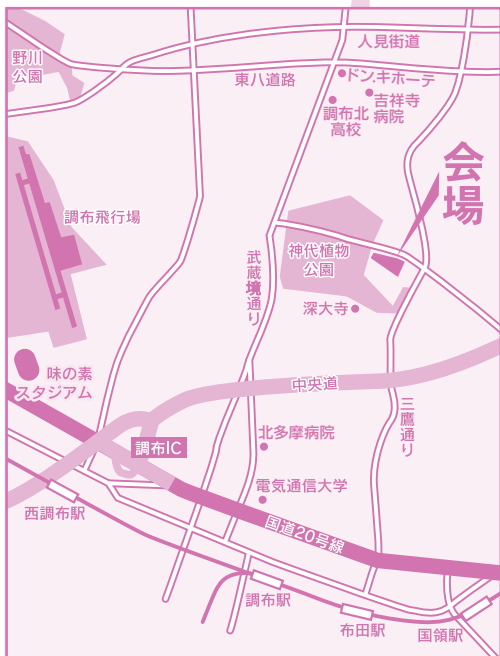 人見街道
野川
公園
東八道路
ドン.キホーテ
吉祥寺
病院
調布北
高校
会場
調布飛行場
神代植物
公園
武蔵境通り
深大寺
味の素
スタジアム
中央道
三鷹通り
北多摩病院
調布IC
電気通信大学
西調布駅
国道20号線
調布駅
布田駅
国領駅